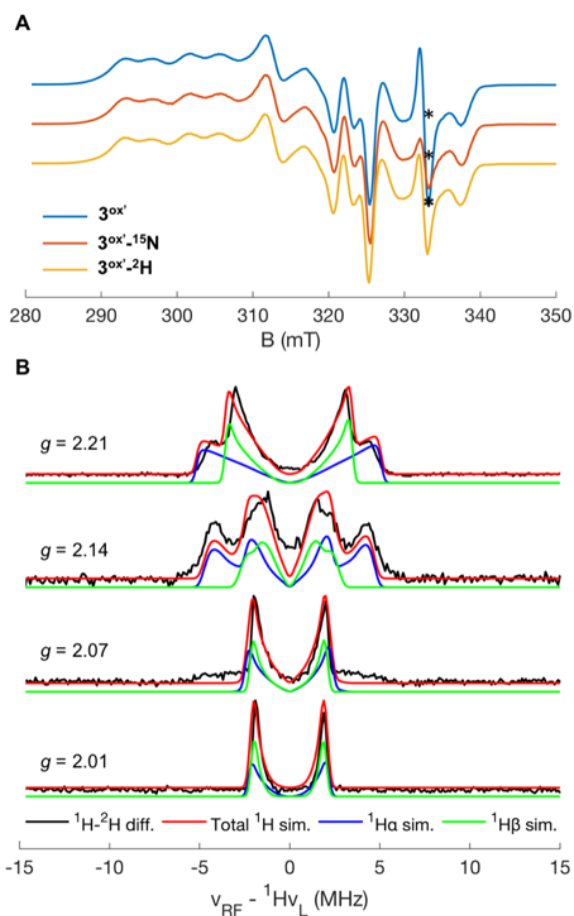 A
*
*
*
3ox'
3ox'-15N
3ox'-2H
280 290 300 310 320 330 340 350
B (mT)
B
g = 2.21
g = 2.14
g = 2.07
g = 2.01
1H-2H diff. Total 1H sim. 1Hα sim. 1Hβ sim.
-15 -10 -5 0 5 10 15
νRF - 1HνL (MHz)